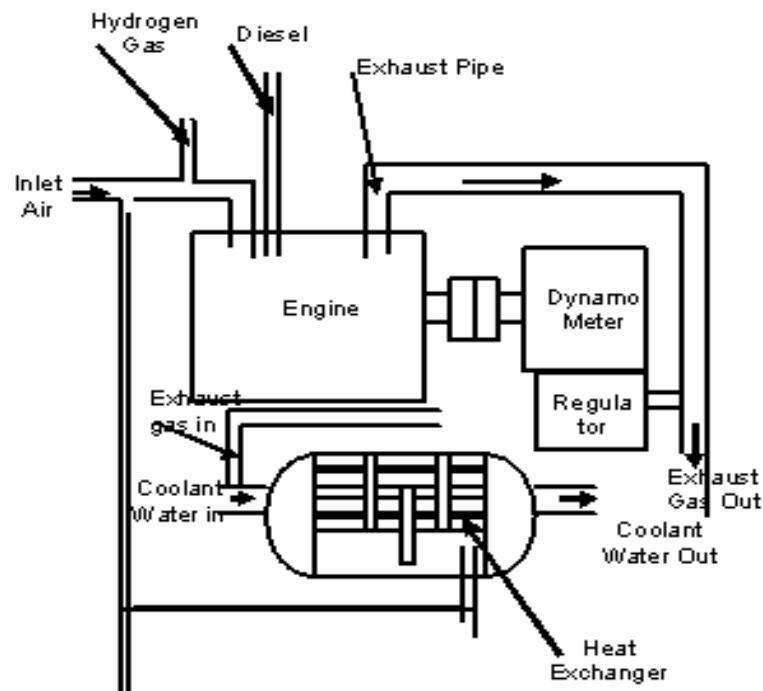 Hydrogen
Gas
Diesel
Exhaust Pipe
Inlet
Air
Engine
Dynamo
Meter
Exhaust
gas in
Regula
tor
Coolant
Water in
Exhaust
Gas Out
Coolant
Water Out
Heat
Exchanger